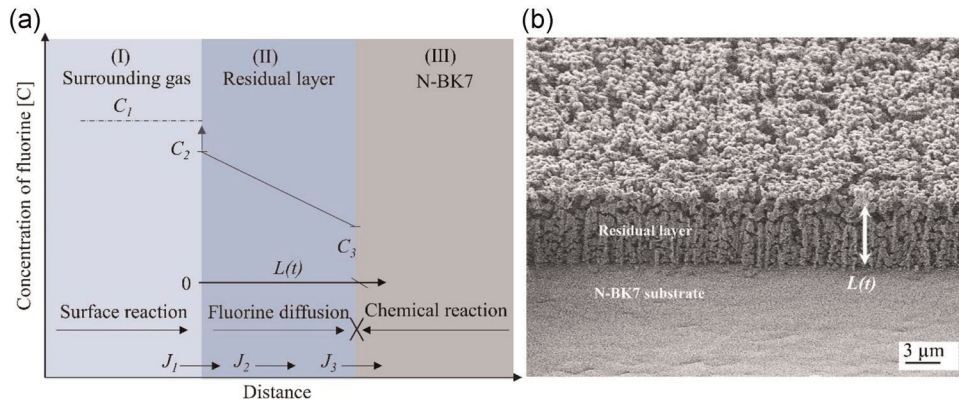 (a)
(b)
(I)
(II)
(III)
Surrounding gas
Residual layer
N-BK7
C1
C2
C3
0
L(t)
Surface reaction
Fluorine diffusion
Chemical reaction
J1
J2
J3
Distance
Concentration of fluorine [C]
Residual layer
L(t)
N-BK7 substrate
3 µm